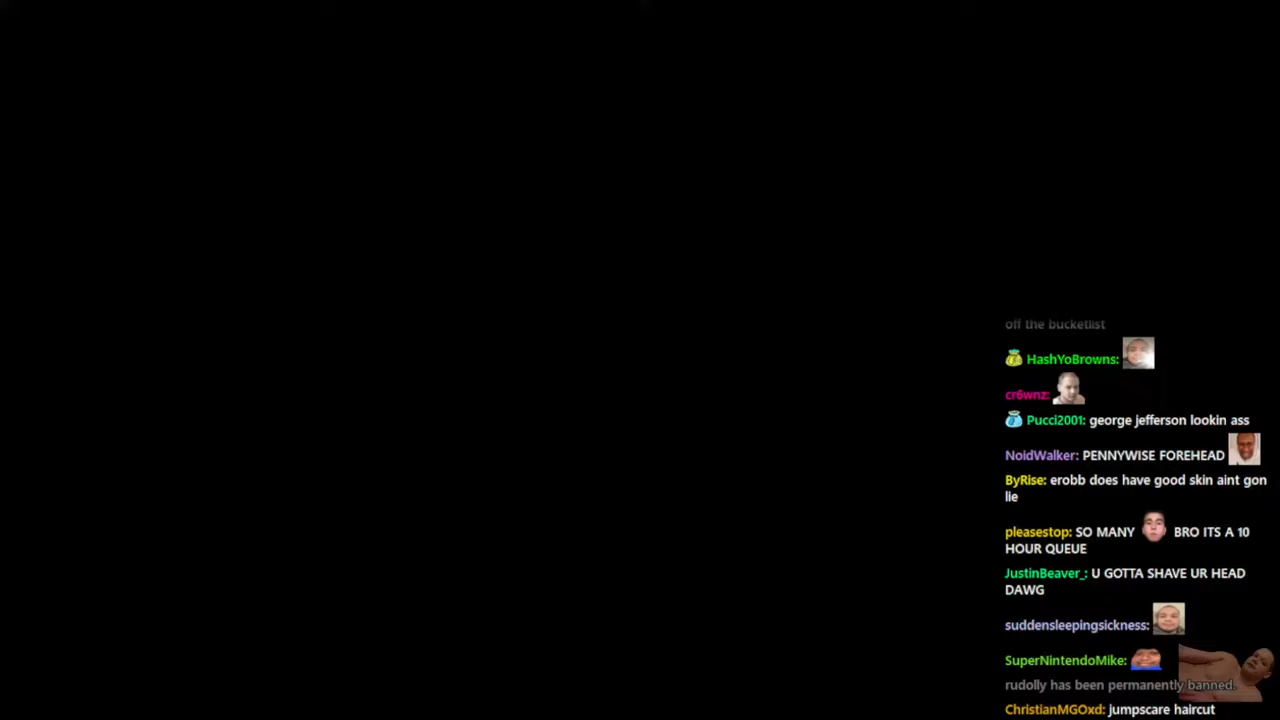 off the bucketlist
HashYoBrowns:
cr6wnz:
Pucci2001: george jefferson lookin ass
NoidWalker: PENNYWISE FOREHEAD
ByRise: erobb does have good skin aint gon
lie
pleasestop: SO MANY BRO ITS A 10
HOUR QUEUE
JustinBeaver_: U GOTTA SHAVE UR HEAD
DAWG
suddensleepingsickness:
SuperNintendoMike:
rudolly has been permanently banned.
ChristianMGOxd: jumpscare haircut